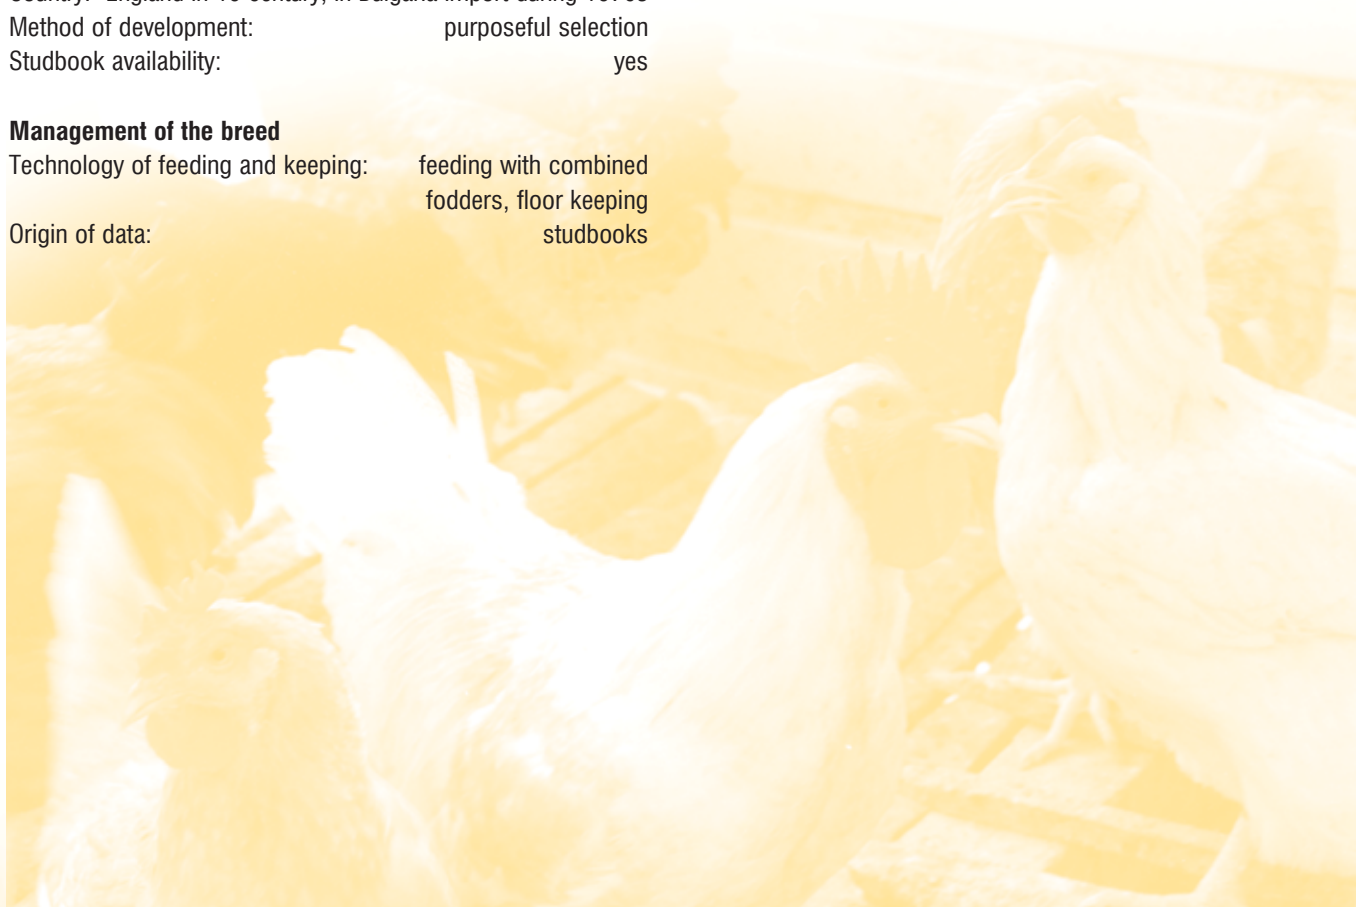 Method of development: purposeful selection
Studbook availability: yes
Management of the breed
Technology of feeding and keeping: feeding with combined
fodders, floor keeping
Origin of data: studbooks